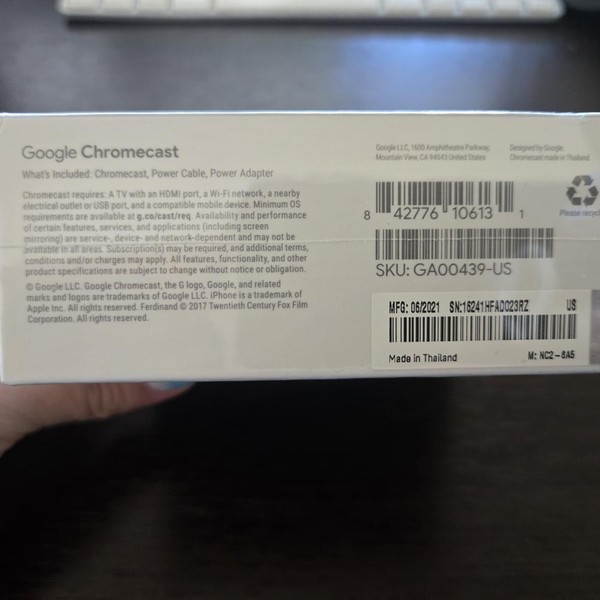 Google Chromecast
What's Included: Chromecast, Power Cable, Power Adapter
Chromecast requires: A TV with an HDMI port, a Wi-Fi network, a nearby
electrical outlet or USB port, and a compatible mobile device. Minimum OS
requirements are available at g.co/cast/req. Availability and performance
of certain features, services, and applications (including screen
mirroring) are service-, device- and network-dependent and may not be
available in all areas. Subscription(s) may be required, and additional terms,
conditions and/or charges may apply. All features, functionality, and other
product specifications are subject to change without notice or obligation.
© Google LLC. Google Chromecast, the G logo, Google, and related
marks and logos are trademarks of Google LLC. iPhone is a trademark of
Apple Inc. All rights reserved. Ferdinand © 2017 Twentieth Century Fox Film
Corporation. All rights reserved.
Google LLC, 1600 Amphitheatre Parkway,
Mountain View, CA 94043 United States
Designed by Google.
Chromecast made in Thailand.
8 42776 10613 1
Please recycl
SKU: GA00439-US
MFG: 06/2021 SN:16241HFAD023RZ US
Made in Thailand M: NC2-6A5